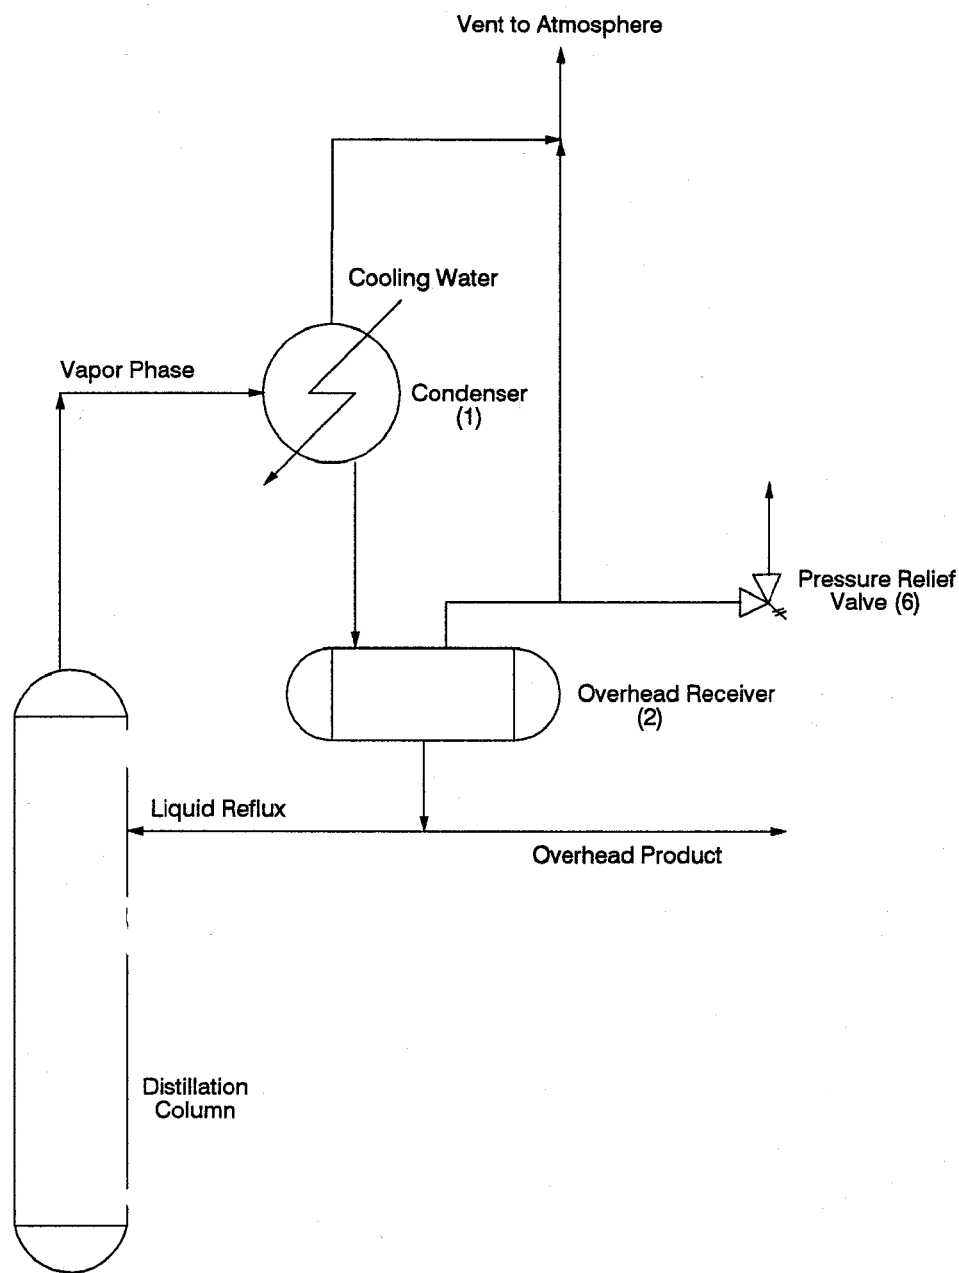 Vent to Atmosphere
Cooling Water
Vapor Phase
Condenser
(1)
Pressure Relief
Valve (6)
Overhead Receiver
(2)
Liquid Reflux
Overhead Product
Distillation
Column